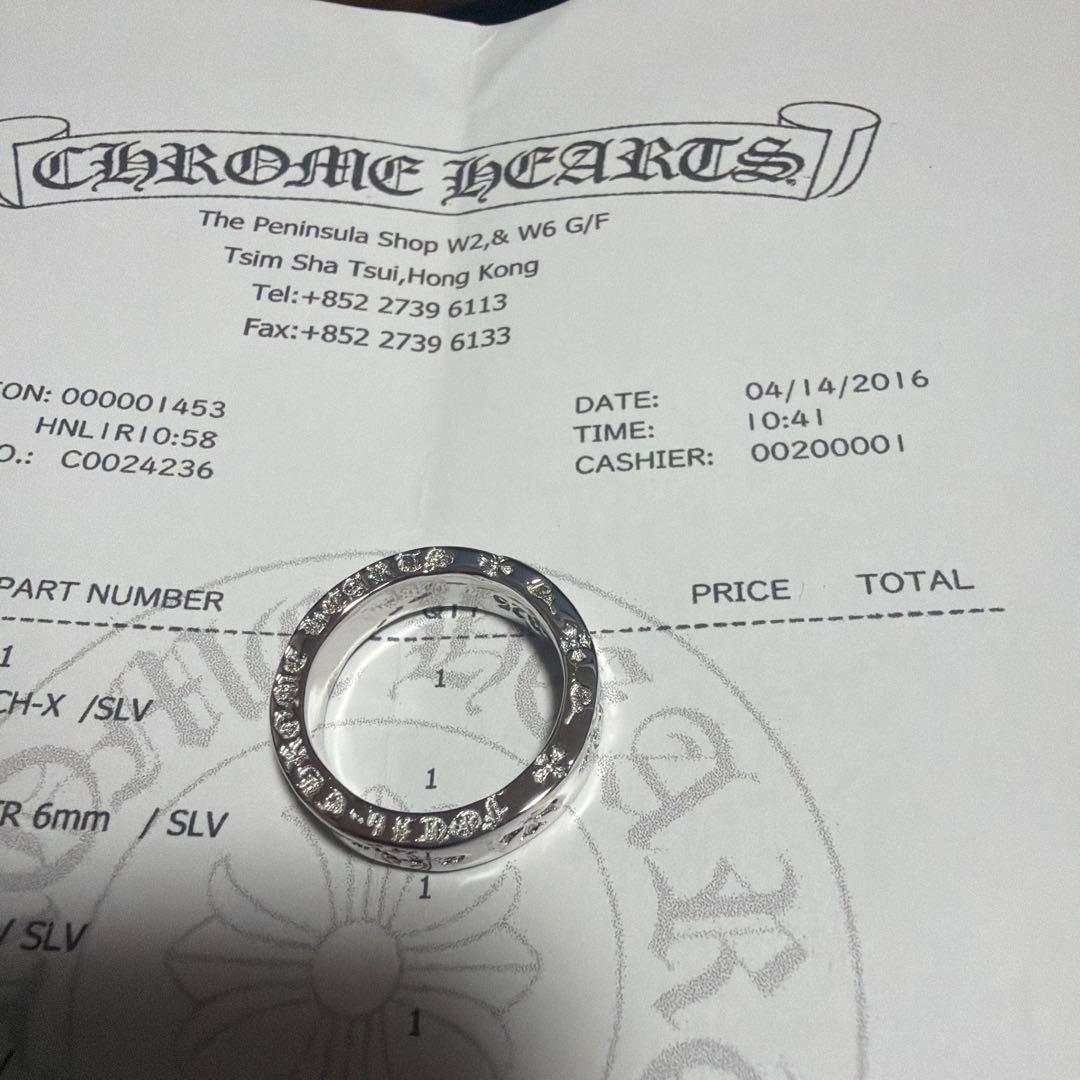 CHROME HEARTS
The Peninsula Shop W2,& W6 G/F
Tsim Sha Tsui,Hong Kong
Tel:+852 2739 6113
Fax:+852 2739 6133
ON: 000001453
HNL1R10:58
O.: C0024236
DATE: 04/14/2016
TIME: 10:41
CASHIER: 00200001
PART NUMBER PRICE TOTAL
1
1
CH-X /SLV
1
R 6mm / SLV
1
/ SLV
1